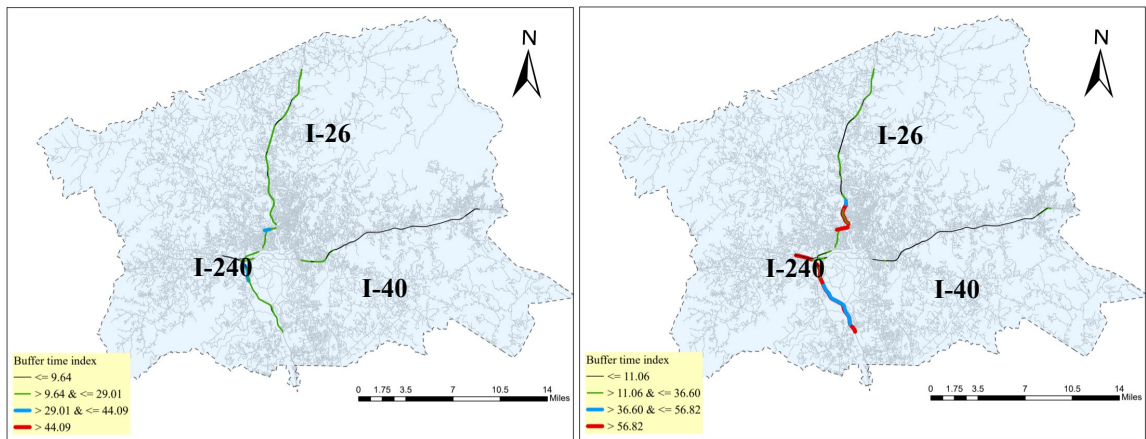 N
I-26
I-240
I-40
Buffer time index
<= 9.64
> 9.64 & <= 29.01
> 29.01 & <= 44.09
> 44.09
0 1.75 3.5 7 10.5 14
Miles
N
I-26
I-240
I-40
Buffer time index
<= 11.06
> 11.06 & <= 36.60
> 36.60 & <= 56.82
> 56.82
0 1.75 3.5 7 10.5 14
Miles